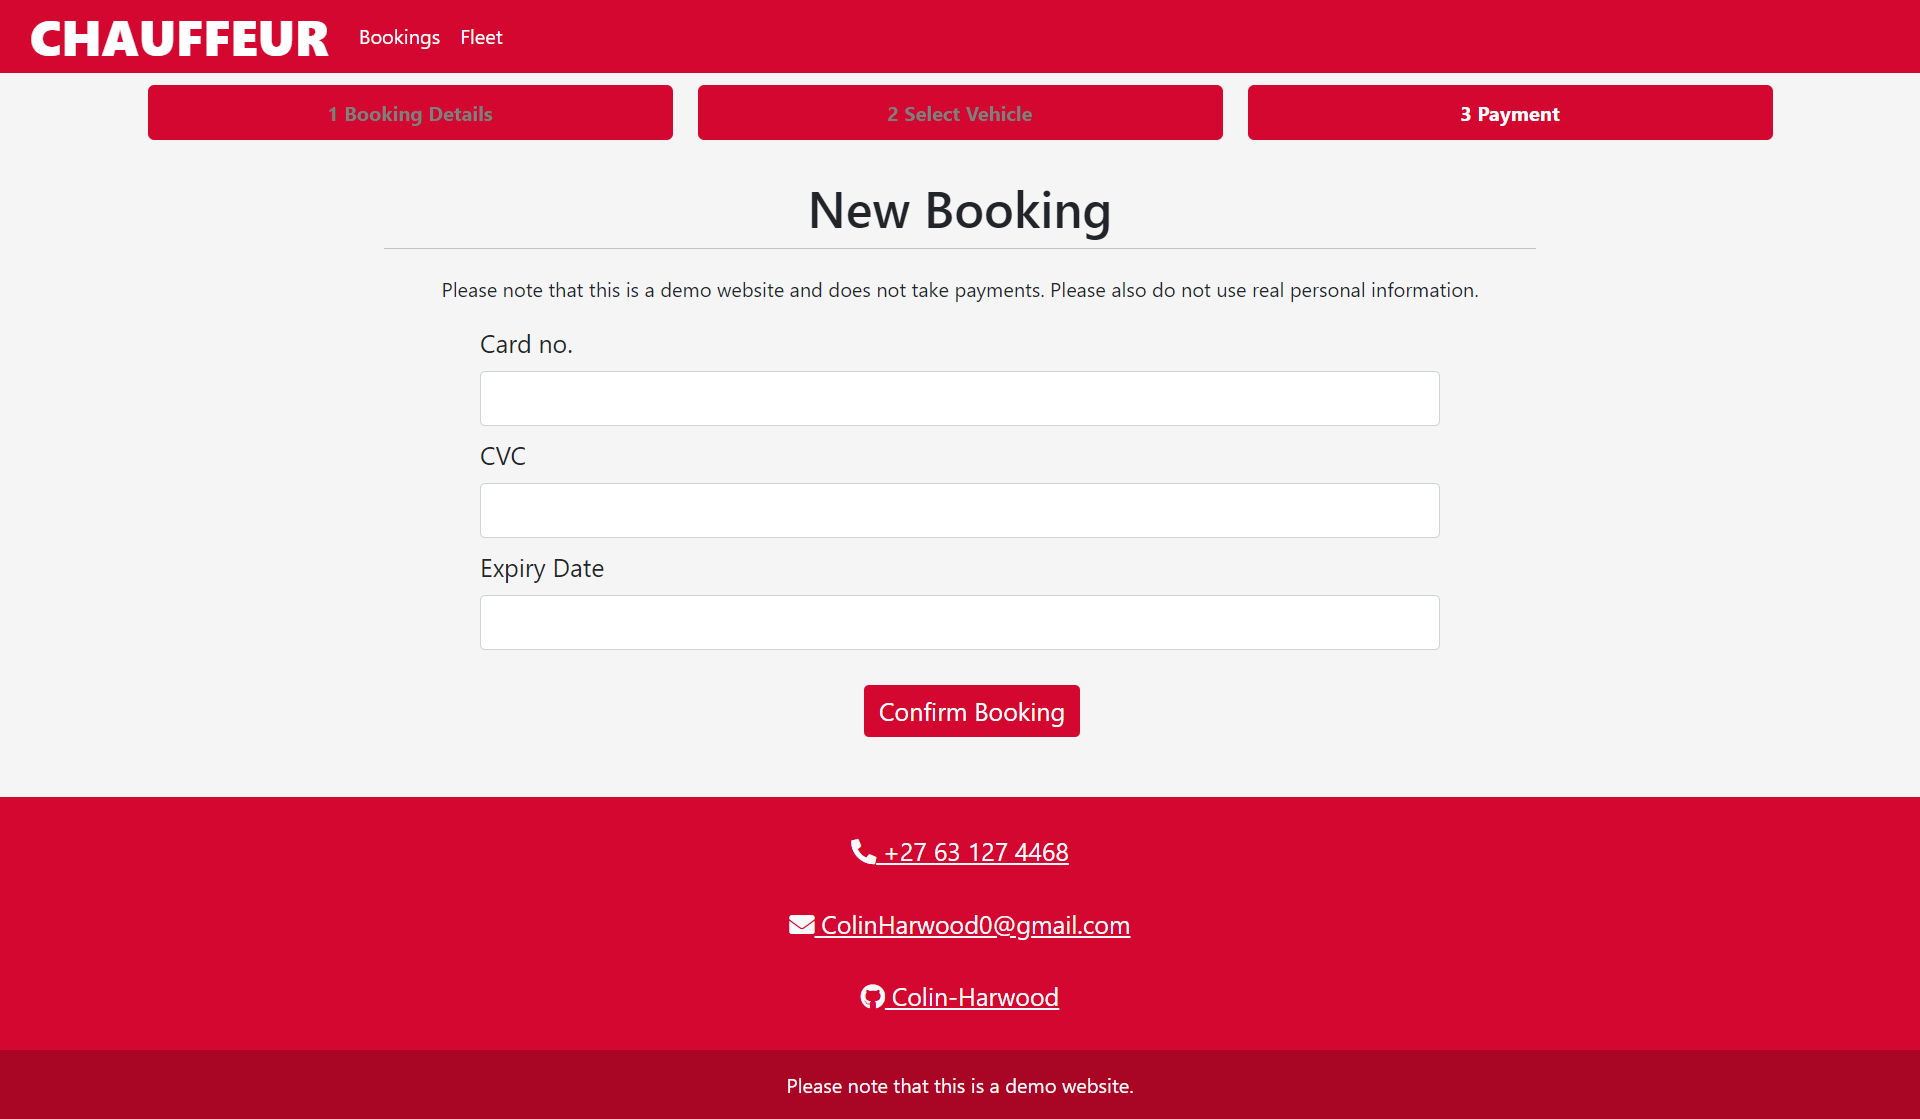 CHAUFFEUR Bookings Fleet
1 Booking Details 2 Select Vehicle 3 Payment
New Booking
Please note that this is a demo website and does not take payments. Please also do not use real personal information.
Card no.
CVC
Expiry Date
Confirm Booking
+27 63 127 4468
ColinHarwood0@gmail.com
Colin-Harwood
Please note that this is a demo website.